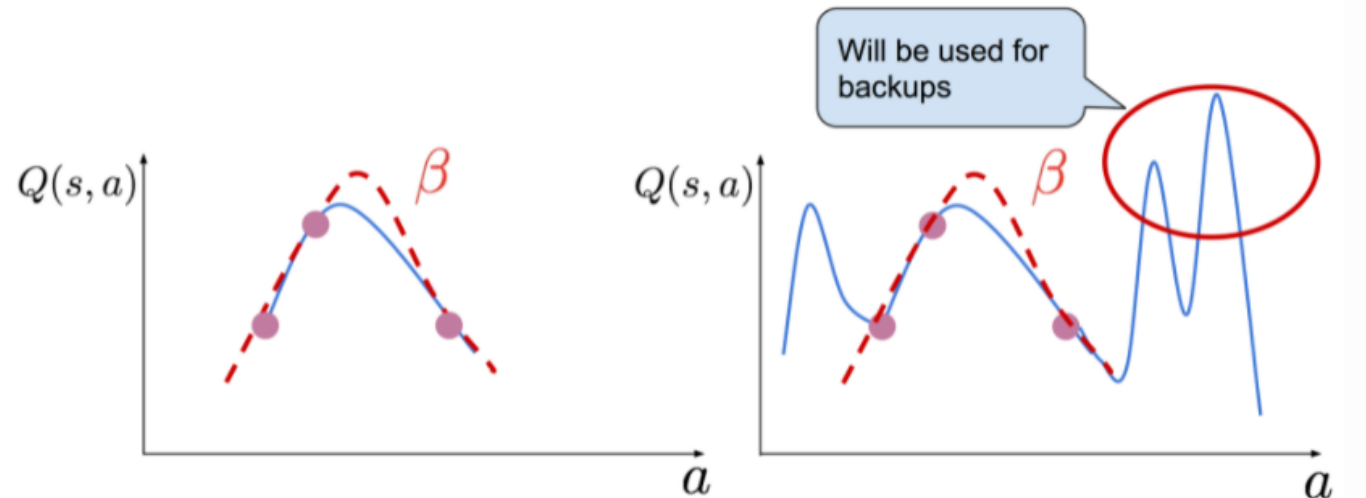 Will be used for
backups
Q(s, a)
β
a
Q(s, a)
β
a